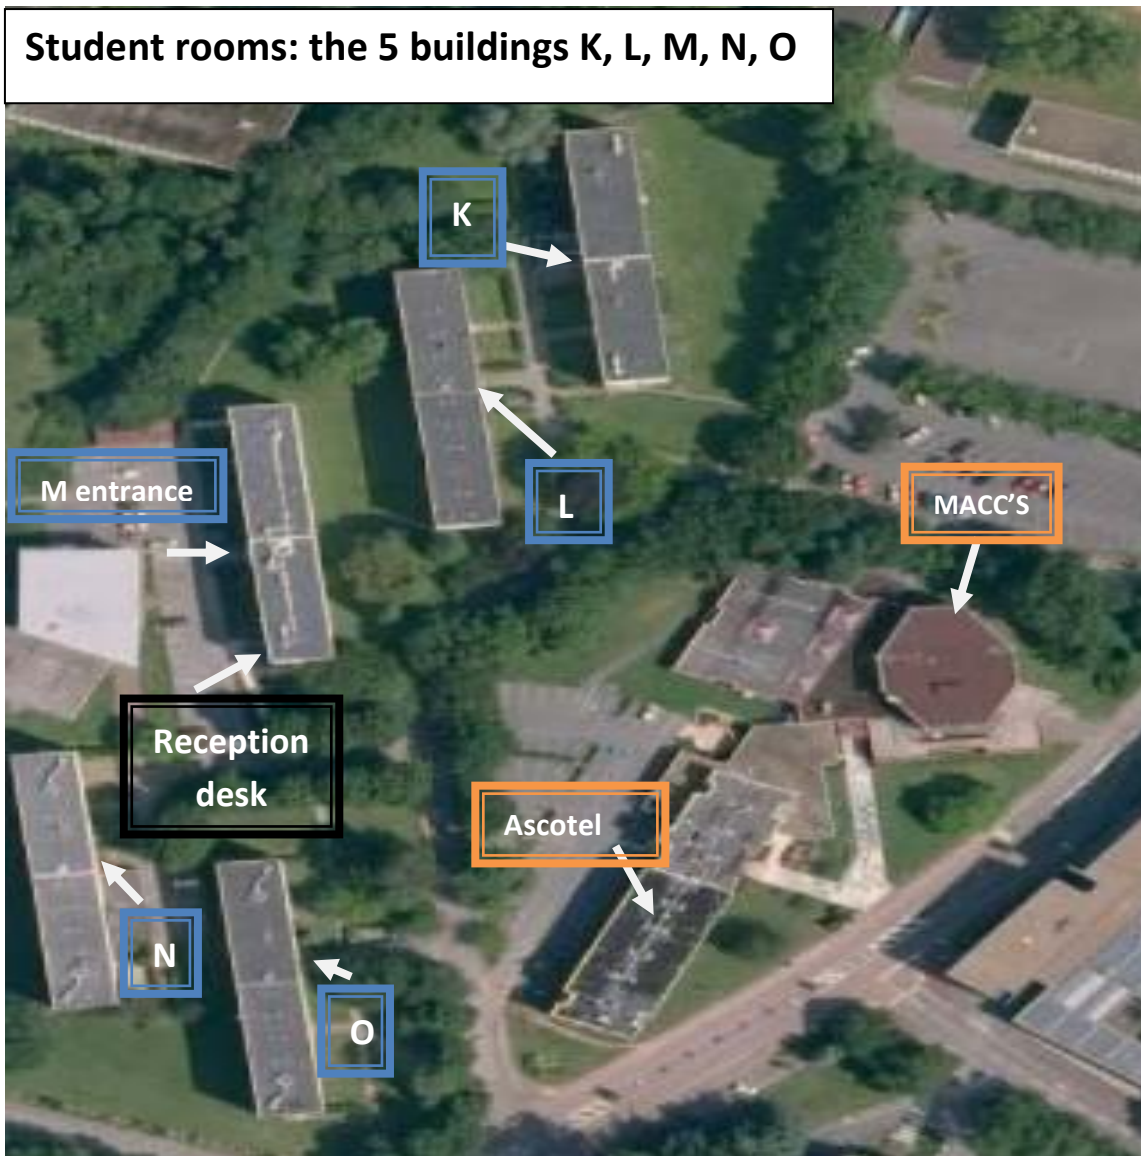 Student rooms: the 5 buildings K, L, M, N, O
K
M entrance
L
MACC'S
Reception
desk
Ascotel
N
O